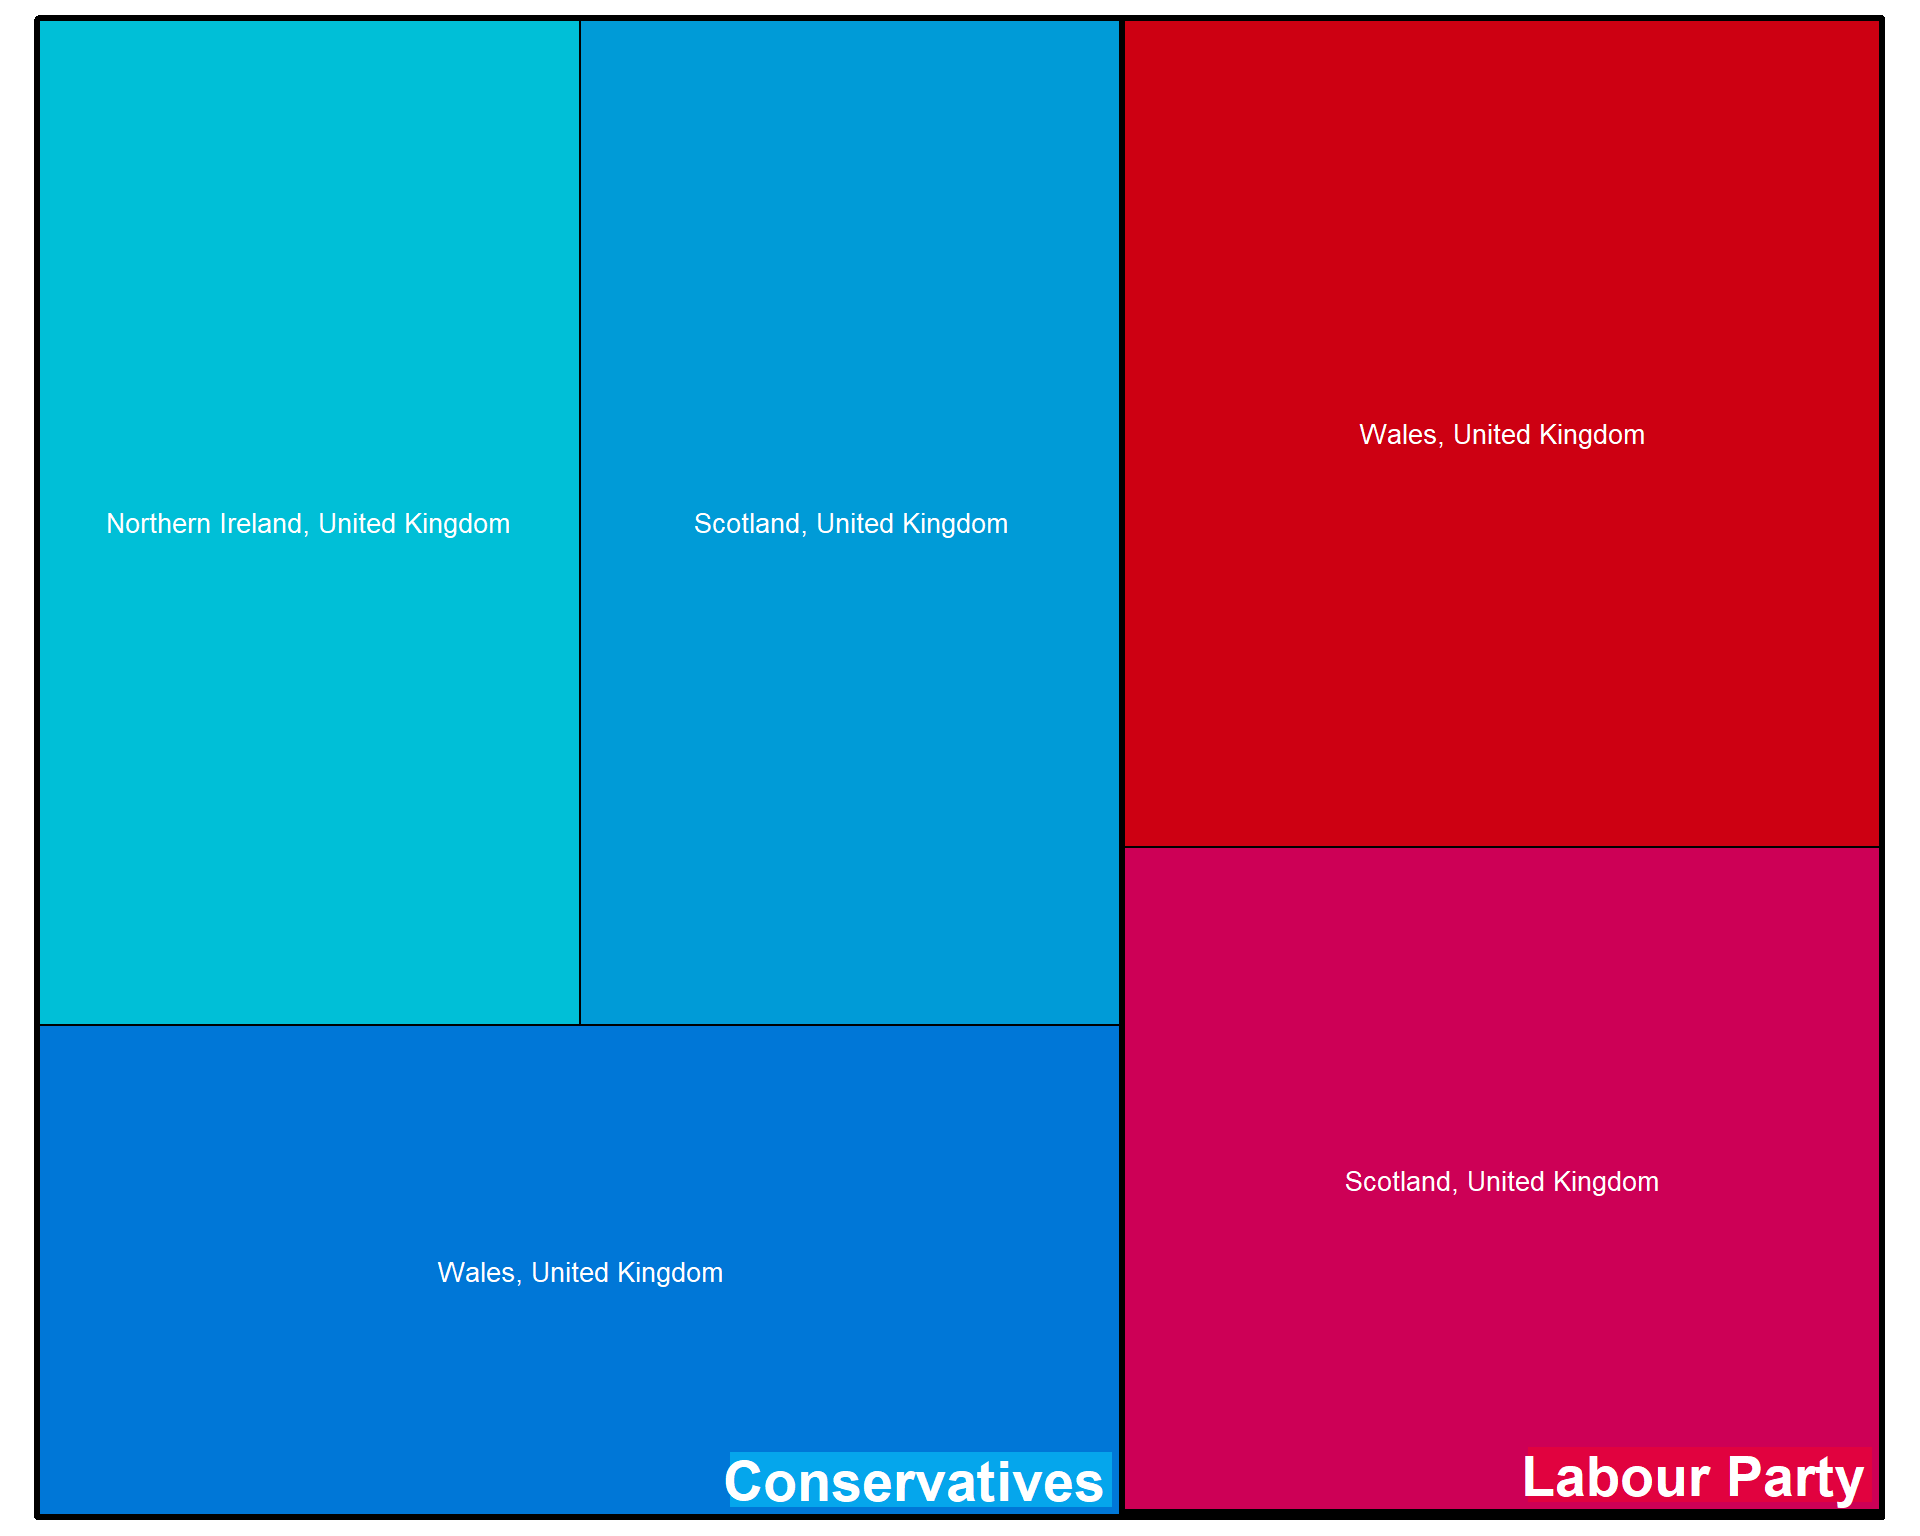 Northern Ireland, United Kingdom
Scotland, United Kingdom
Wales, United Kingdom
Conservatives
Wales, United Kingdom
Scotland, United Kingdom
Labour Party